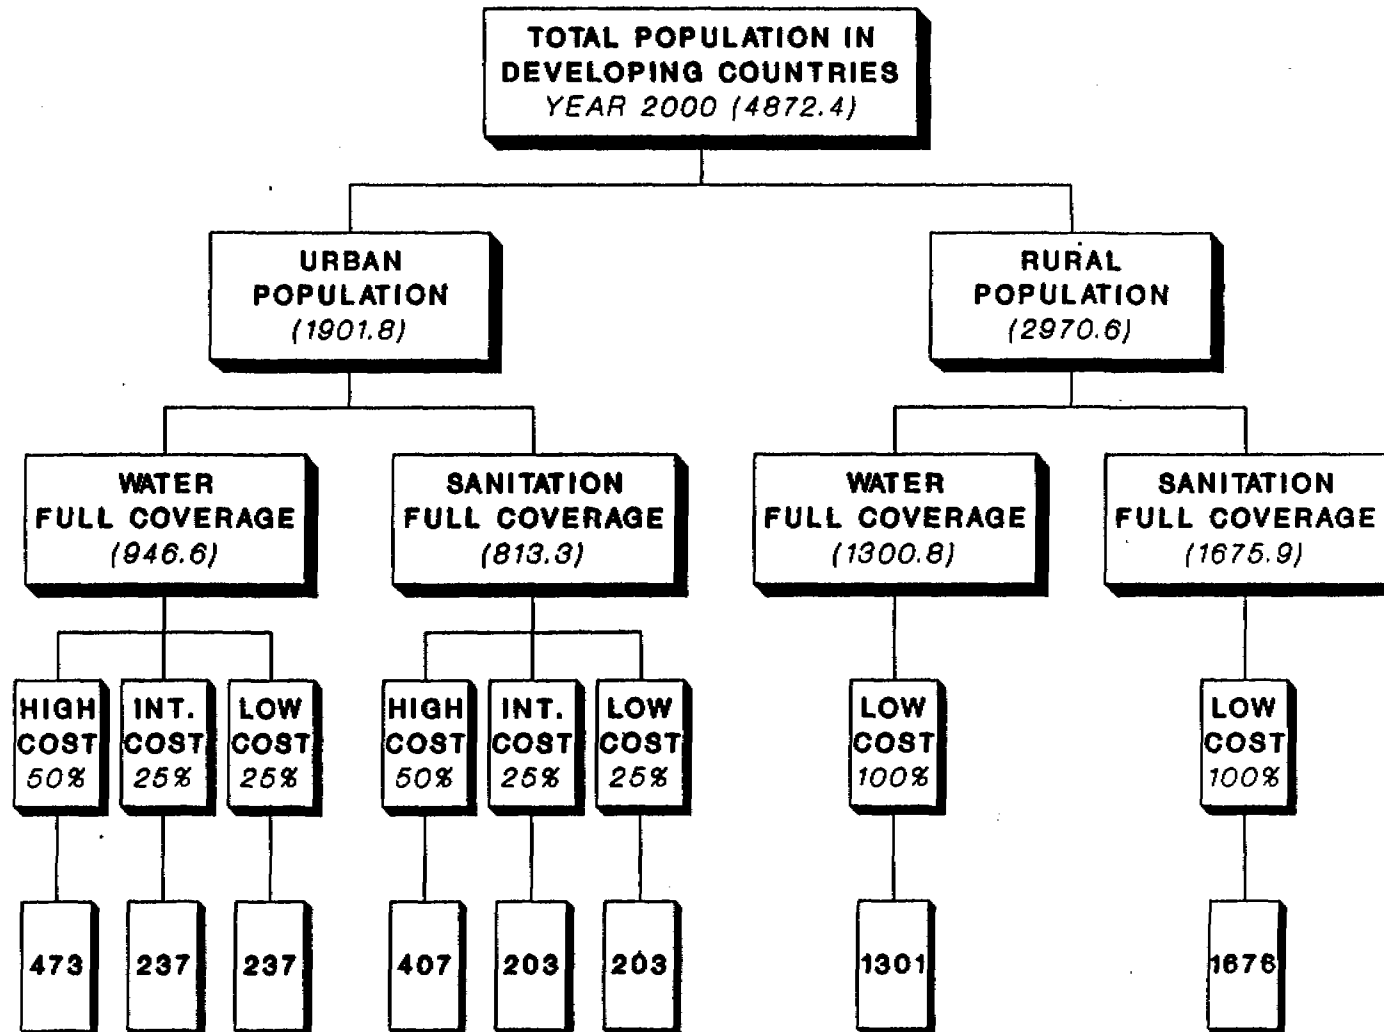 TOTAL POPULATION IN
DEVELOPING COUNTRIES
YEAR 2000 (4872.4)
URBAN
POPULATION
(1901.8)
RURAL
POPULATION
(2970.6)
WATER
FULL COVERAGE
(946.6)
SANITATION
FULL COVERAGE
(813.3)
WATER
FULL COVERAGE
(1300.8)
SANITATION
FULL COVERAGE
(1675.9)
HIGH
COST
50%
INT.
COST
25%
LOW
COST
25%
HIGH
COST
50%
INT.
COST
25%
LOW
COST
25%
LOW
COST
100%
LOW
COST
100%
473
237
237
407
203
203
1301
1676